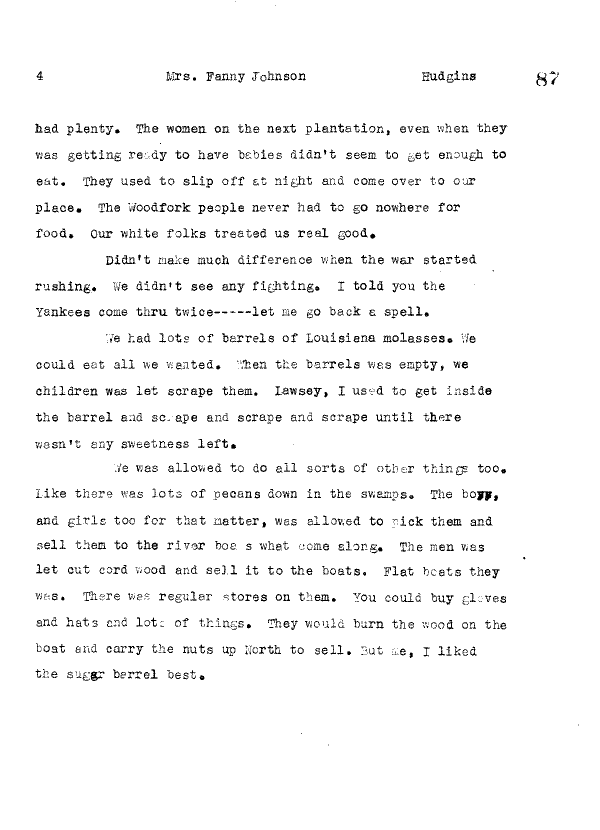 4 Mrs. Fanny Johnson Hudgins 87
had plenty. The women on the next plantation, even when they
was getting ready to have babies didn't seem to get enough to
eat. They used to slip off at night and come over to our
place. The Woodfork people never had to go nowhere for
food. Our white folks treated us real good.
Didn't make much difference when the war started
rushing. We didn't see any fighting. I told you the
Yankees come thru twice-----let me go back a spell.
We had lots of barrels of Louisiana molasses. We
could eat all we wanted. When the barrels was empty, we
children was let scrape them. Lawsey, I used to get inside
the barrel and scrape and scrape and scrape until there
wasn't any sweetness left.
We was allowed to do all sorts of other things too.
Like there was lots of pecans down in the swamps. The boys,
and girls too for that matter, was allowed to pick them and
sell them to the river boa s what come along. The men was
let cut cord wood and sell it to the boats. Flat boats they
was. There was regular stores on them. You could buy gloves
and hats and lots of things. They would burn the wood on the
boat and carry the nuts up North to sell. But me, I liked
the sugar barrel best.